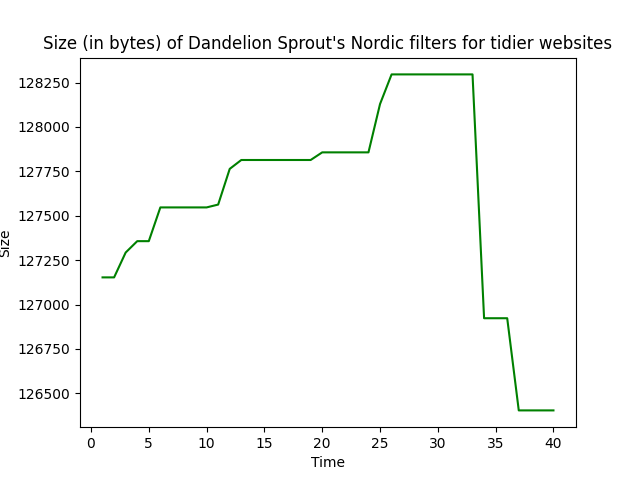 Size (in bytes) of Dandelion Sprout's Nordic filters for tidier websites
128250
128000
127750
127500
127250
127000
126750
126500
Size
0 5 10 15 20 25 30 35 40
Time